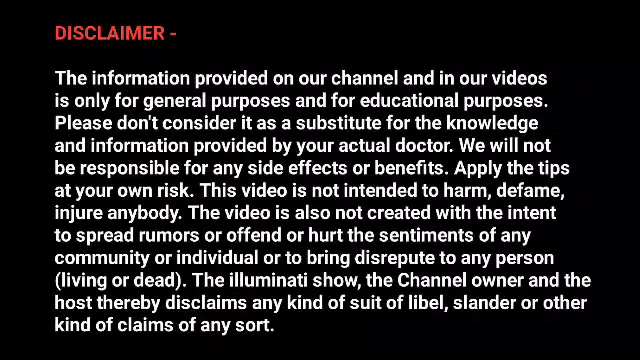 DISCLAIMER -
The information provided on our channel and in our videos
is only for general purposes and for educational purposes.
Please don't consider it as a substitute for the knowledge
and information provided by your actual doctor. We will not
be responsible for any side effects or benefits. Apply the tips
at your own risk. This video is not intended to harm, defame,
injure anybody. The video is also not created with the intent
to spread rumors or offend or hurt the sentiments of any
community or individual or to bring disrepute to any person
(living or dead). The illuminati show, the Channel owner and the
host thereby disclaims any kind of suit of libel, slander or other
kind of claims of any sort.